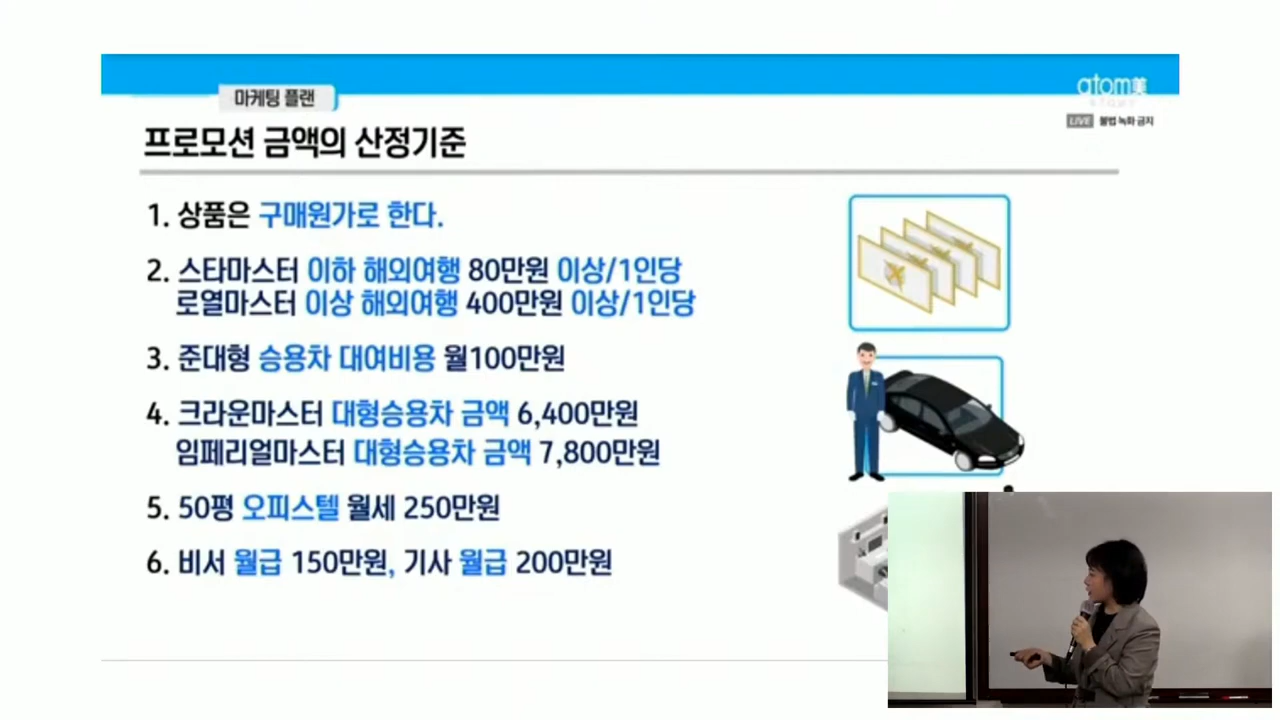 마케팅 플랜
atom美
LIVE 불법 녹화 금지
프로모션 금액의 산정기준
1. 상품은 구매원가로 한다.
2. 스타마스터 이하 해외여행 80만원 이상/1인당
로열마스터 이상 해외여행 400만원 이상/1인당
3. 준대형 승용차 대여비용 월100만원
4. 크라운마스터 대형승용차 금액 6,400만원
임페리얼마스터 대형승용차 금액 7,800만원
5. 50평 오피스텔 월세 250만원
6. 비서 월급 150만원, 기사 월급 200만원